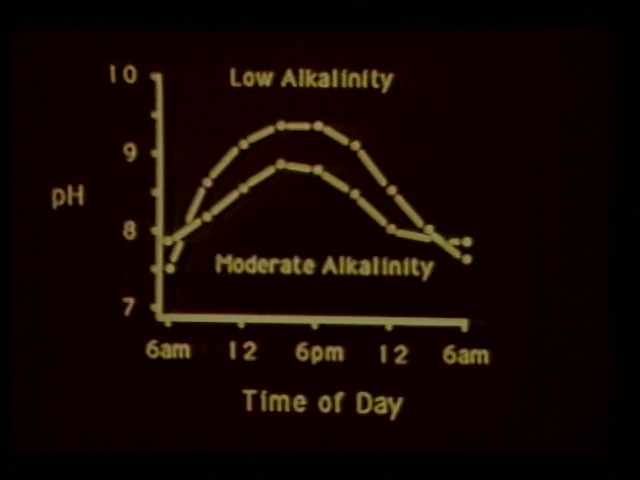 10
Low Alkalinity
9
pH
8
Moderate Alkalinity
7
6am 12 6pm 12 6am
Time of Day